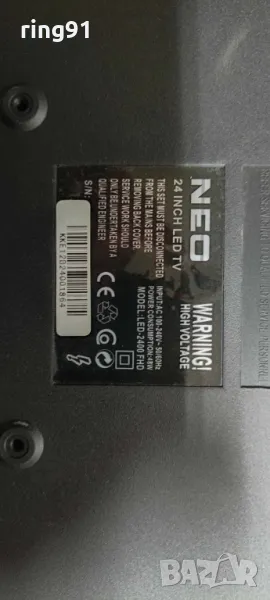 ring91
NEO
24 INCH LED TV
THIS SET MUST BE DISCONNECTED
FROM THE MAINS BEFORE
REMOVING BACK COVER
SERVICE WORK SHOULD
ONLY BE UNDERTAKEN BY A
QUALIFIED ENGINEER
S/N:
WARNING!
HIGH VOLTAGE
INPUT:AC 100-240V~ 50/60Hz
POWER CONSUMPTION:48W
MODEL:LED-2400 FHD
BAZAR